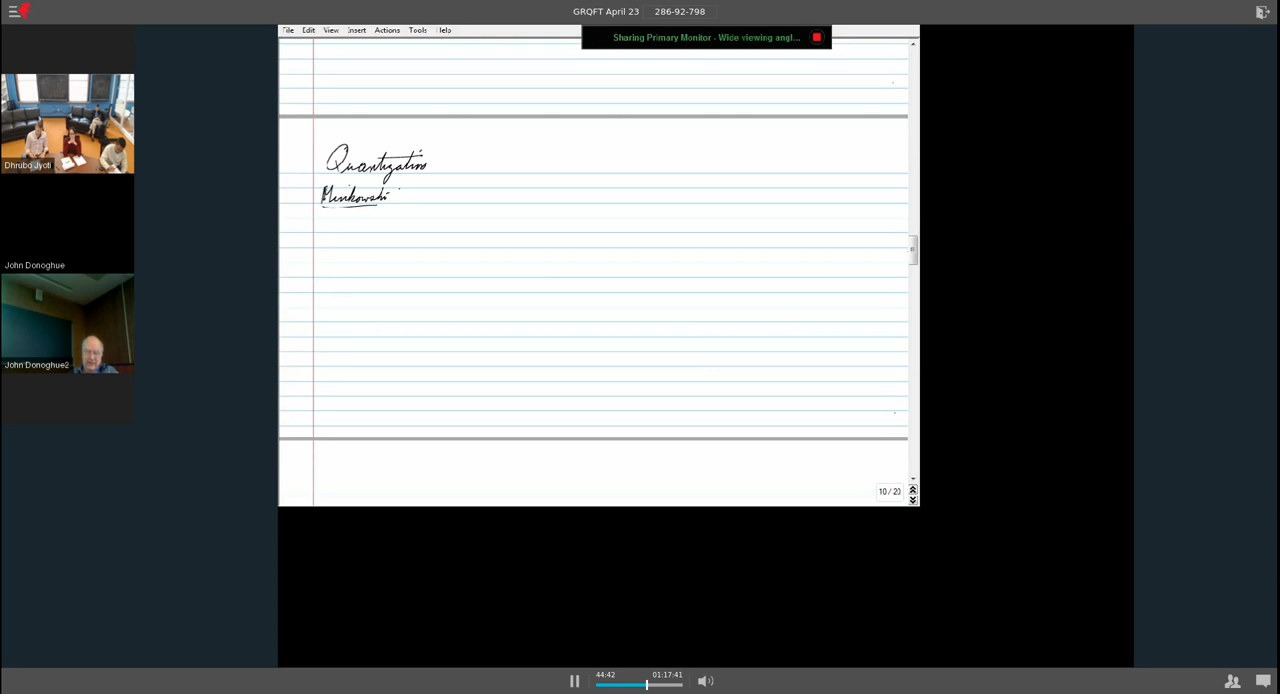 GRQFT April 23 286-92-798
File Edit View Insert Actions Tools Help
Sharing Primary Monitor - Wide viewing angl...
Dhrubo Jyoti
John Donoghue
John Donoghue2
Quantization
Minkowski
10 / 20
44:42 01:17:41